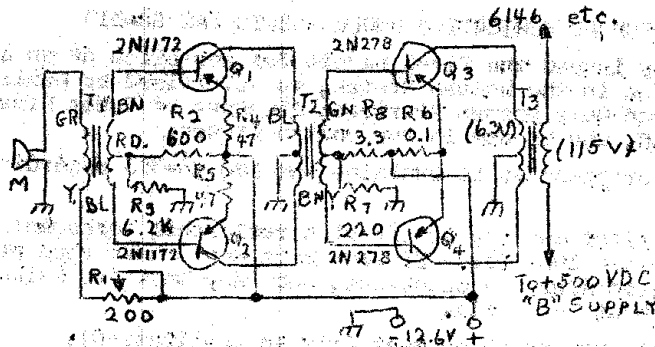 6146 etc.
2N1172 2N278
Q1 Q3
T1 BN R2 R4 BL T2 GN R8 R6 T3
GR RD. 600 47 3.3 0.1 (6.3V) (115V)
M R5
Y. BL R3 47 BN R7
6.2K Q2 220 Q4
2N1172 2N278
R1 To +500 VDC
200 "B" SUPPLY
- 12.6V +